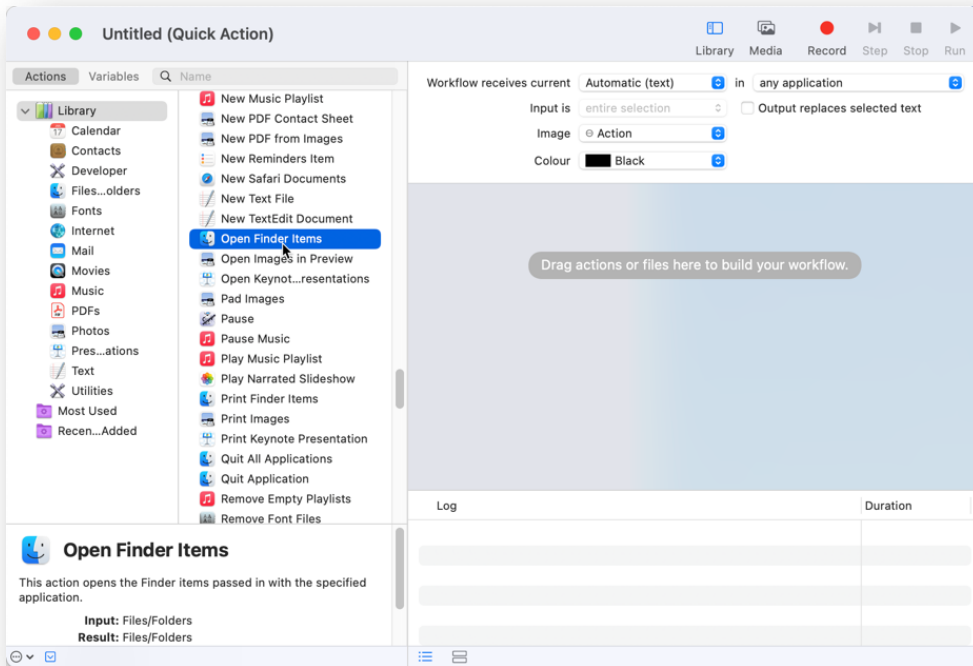 Untitled (Quick Action)
Library
Media
Record
Step
Stop
Run
Actions
Variables
Name
Workflow receives current
Automatic (text)
in
any application
Input is
entire selection
Output replaces selected text
Image
Action
Colour
Black
Library
17
Calendar
Contacts
Developer
Files...olders
Fonts
Internet
Mail
Movies
Music
PDFs
Photos
Pres...ations
Text
Utilities
Most Used
Recen...Added
New Music Playlist
New PDF Contact Sheet
New PDF from Images
New Reminders Item
New Safari Documents
New Text File
New TextEdit Document
Open Finder Items
Open Images in Preview
Open Keynot...resentations
Pad Images
Pause
Pause Music
Play Music Playlist
Play Narrated Slideshow
Print Finder Items
Print Images
Print Keynote Presentation
Quit All Applications
Quit Application
Remove Empty Playlists
Remove Font Files
Drag actions or files here to build your workflow.
Log
Duration
Open Finder Items
This action opens the Finder items passed in with the specified
application.
Input: Files/Folders
Result: Files/Folders